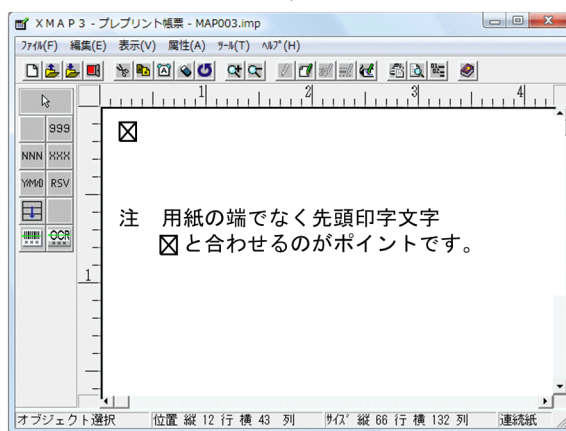 XMAP3 - プレプリント帳票 - MAP003.imp
ﾌｧｲﾙ(F) 編集(E) 表示(V) 属性(A) ﾂｰﾙ(T) ﾍﾙﾌﾟ(H)
1 2 3 4
999
NNN XXX
Y/M/D RSV
OCR
注 用紙の端でなく先頭印字文字
☒と合わせるのがポイントです。
1
オブジェクト選択 位置 縦 12 行 横 43 列 ｻｲｽﾞ 縦 66 行 横 132 列 連続紙